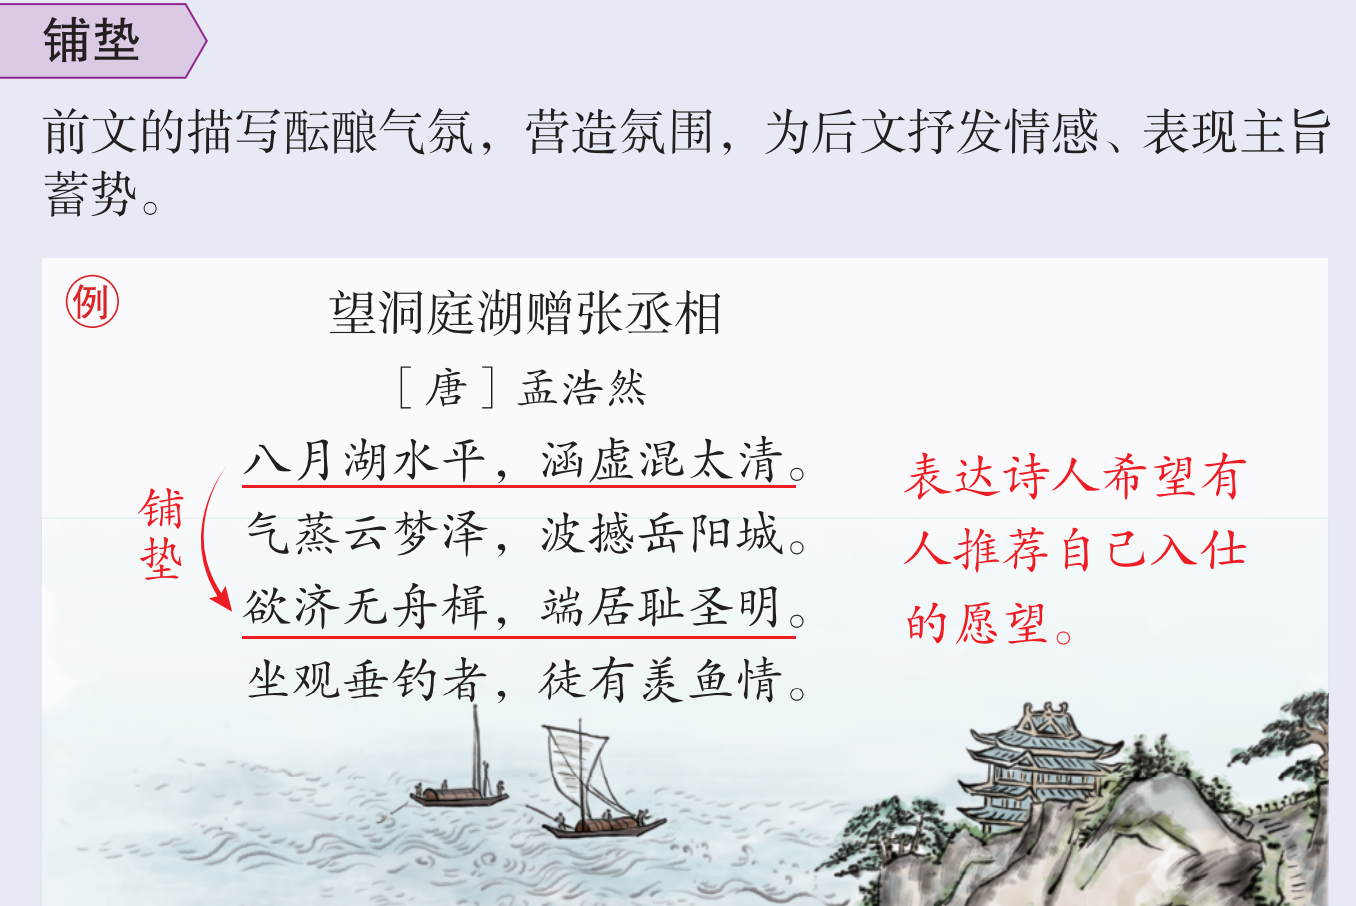 铺垫
前文的描写酝酿气氛，营造氛围，为后文抒发情感、表现主旨
蓄势。
例
望洞庭湖赠张丞相
［唐］孟浩然
八月湖水平，涵虚混太清。
气蒸云梦泽，波撼岳阳城。
欲济无舟楫，端居耻圣明。
坐观垂钓者，徒有羡鱼情。
铺
垫
表达诗人希望有
人推荐自己入仕
的愿望。